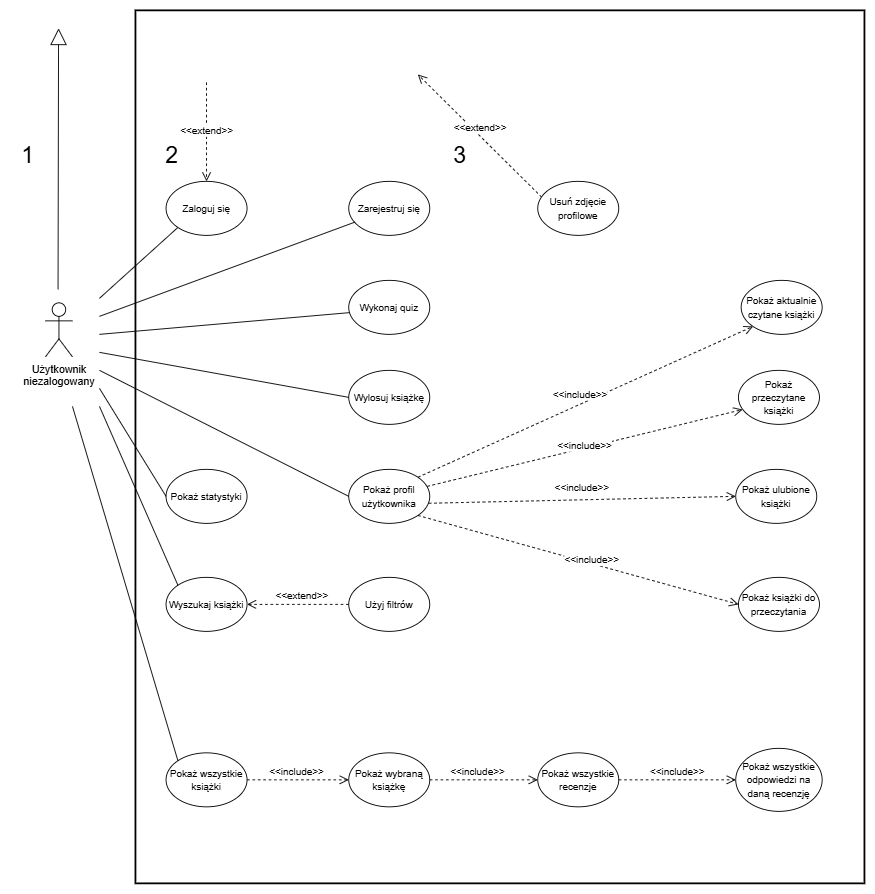 <<extend>>
<<extend>>
1
2
3
Zaloguj się
Zarejestruj się
Usuń zdjęcie
profilowe
Wykonaj quiz
Pokaż aktualnie
czytane książki
Użytkownik
niezalogowany
Wylosuj książkę
<<include>>
Pokaż
przeczytane
książki
<<include>>
Pokaż statystyki
Pokaż profil
użytkownika
<<include>>
Pokaż ulubione
książki
<<include>>
Wyszukaj książki
<<extend>>
Użyj filtrów
Pokaż książki do
przeczytania
Pokaż wszystkie
książki
<<include>>
Pokaż wybraną
książkę
<<include>>
Pokaż wszystkie
recenzje
<<include>>
Pokaż wszystkie
odpowiedzi na
daną recenzję